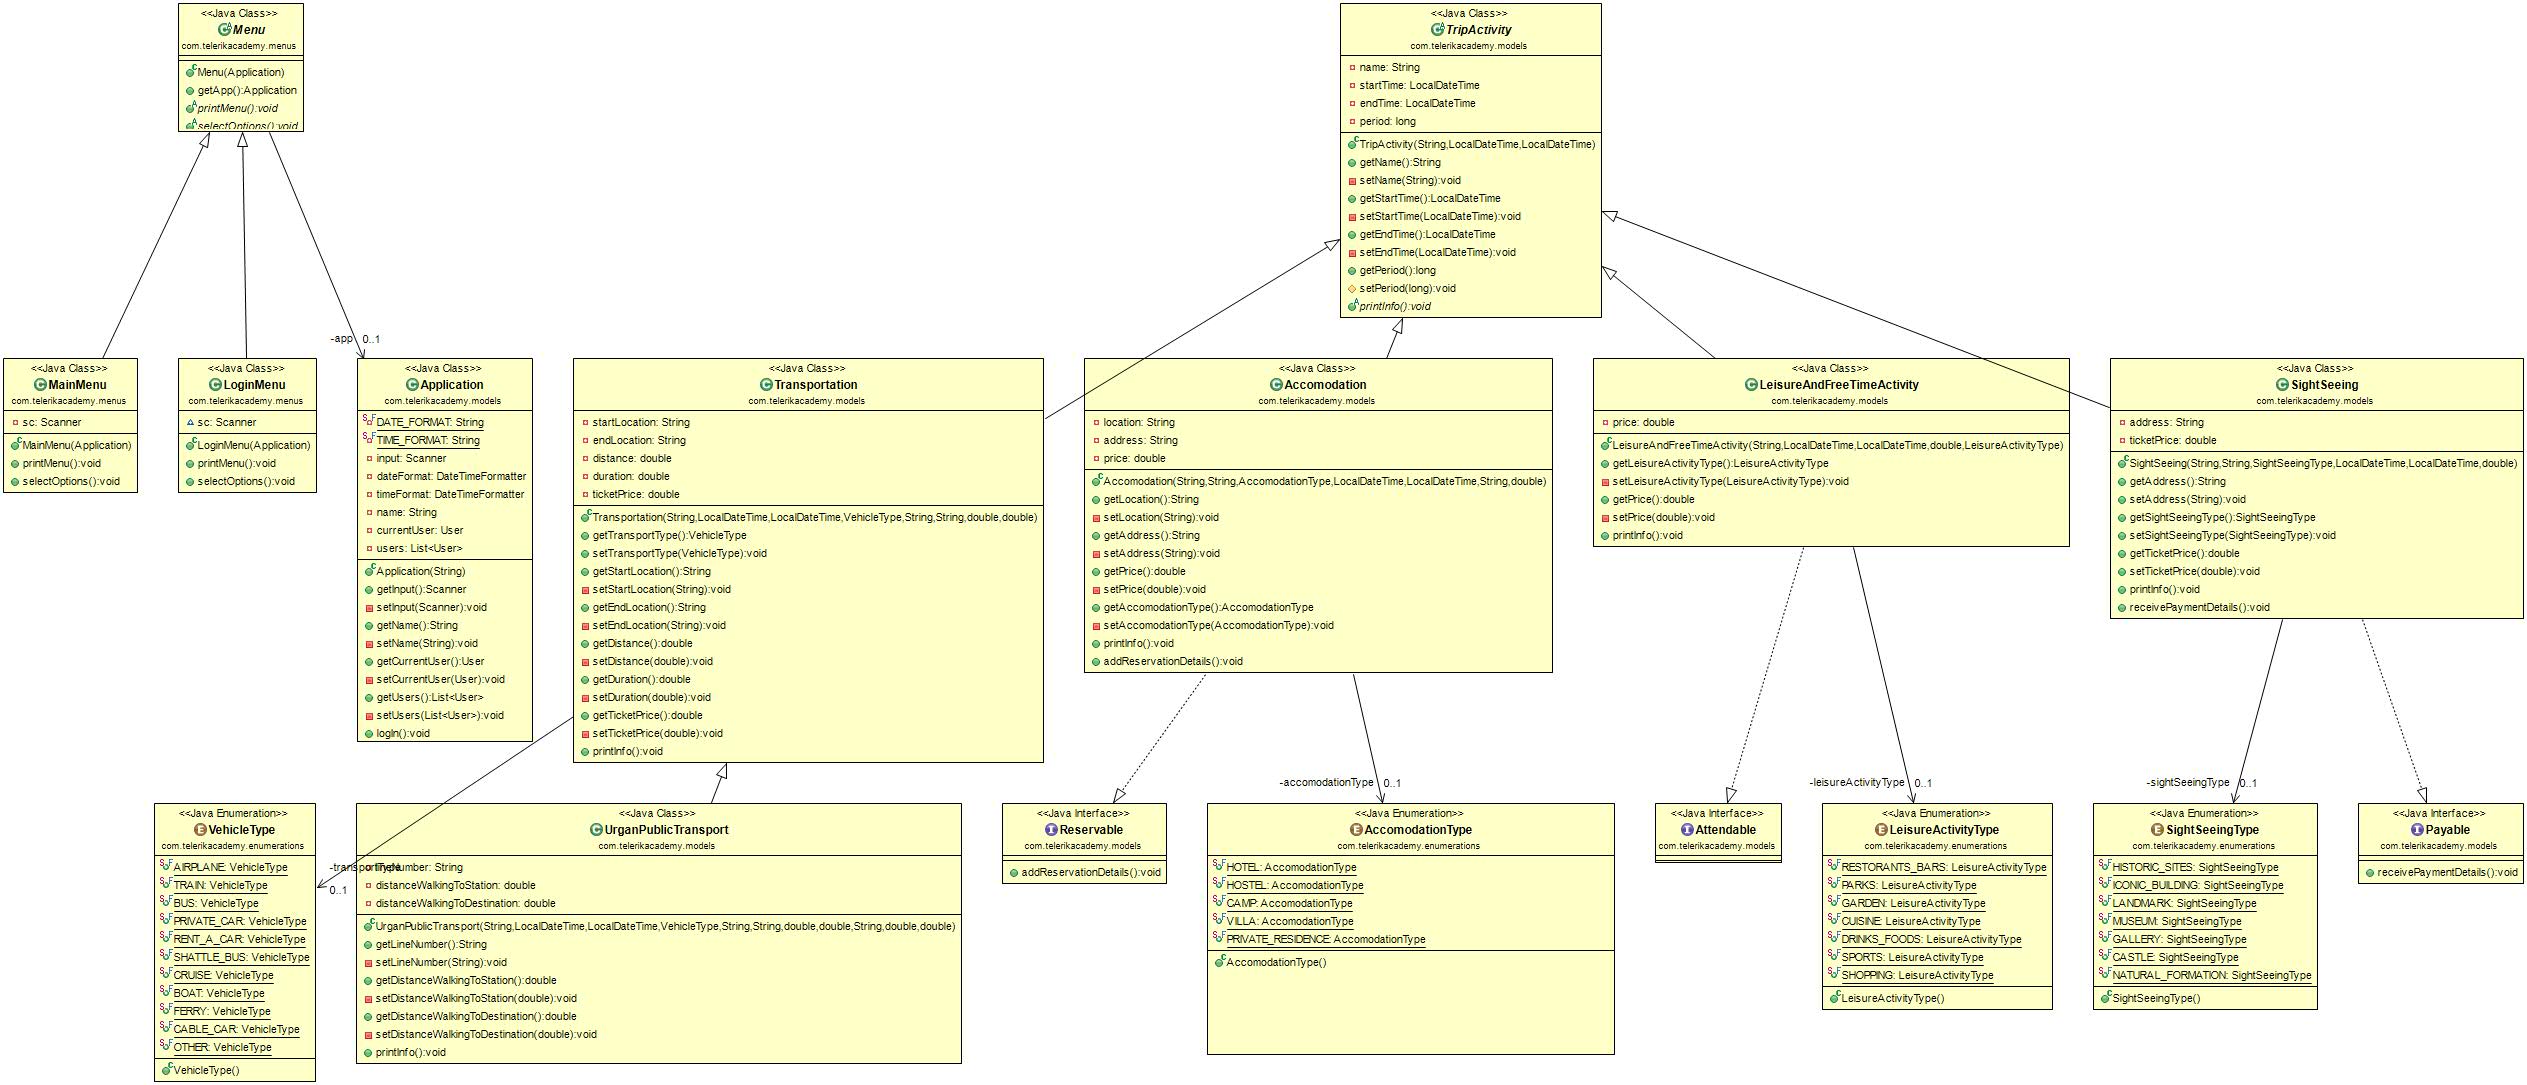 <<Java Class>>
Menu
com.telerikacademy.menus
Menu(Application)
getApp():Application
printMenu():void
selectOptions():void
<<Java Class>>
TripActivity
com.telerikacademy.models
name: String
startTime: LocalDateTime
endTime: LocalDateTime
period: long
TripActivity(String,LocalDateTime,LocalDateTime)
getName():String
setName(String):void
getStartTime():LocalDateTime
setStartTime(LocalDateTime):void
getEndTime():LocalDateTime
setEndTime(LocalDateTime):void
getPeriod():long
setPeriod(long):void
printInfo():void
-app 0..1
<<Java Class>>
MainMenu
com.telerikacademy.menus
sc: Scanner
MainMenu(Application)
printMenu():void
selectOptions():void
<<Java Class>>
LoginMenu
com.telerikacademy.menus
sc: Scanner
LoginMenu(Application)
printMenu():void
selectOptions():void
<<Java Class>>
Application
com.telerikacademy.models
DATE_FORMAT: String
TIME_FORMAT: String
input: Scanner
dateFormat: DateTimeFormatter
timeFormat: DateTimeFormatter
name: String
currentUser: User
users: List<User>
Application(String)
getInput():Scanner
setInput(Scanner):void
getName():String
setName(String):void
getCurrentUser():User
setCurrentUser(User):void
getUsers():List<User>
setUsers(List<User>):void
logIn():void
<<Java Class>>
Transportation
com.telerikacademy.models
startLocation: String
endLocation: String
distance: double
duration: double
ticketPrice: double
Transportation(String,LocalDateTime,LocalDateTime,VehicleType,String,String,double,double)
getTransportType():VehicleType
setTransportType(VehicleType):void
getStartLocation():String
setStartLocation(String):void
getEndLocation():String
setEndLocation(String):void
getDistance():double
setDistance(double):void
getDuration():double
setDuration(double):void
getTicketPrice():double
setTicketPrice(double):void
printInfo():void
<<Java Class>>
Accomodation
com.telerikacademy.models
location: String
address: String
price: double
Accomodation(String,String,AccomodationType,LocalDateTime,LocalDateTime,String,double)
getLocation():String
setLocation(String):void
getAddress():String
setAddress(String):void
getPrice():double
setPrice(double):void
getAccomodationType():AccomodationType
setAccomodationType(AccomodationType):void
printInfo():void
addReservationDetails():void
<<Java Class>>
LeisureAndFreeTimeActivity
com.telerikacademy.models
price: double
LeisureAndFreeTimeActivity(String,LocalDateTime,LocalDateTime,double,LeisureActivityType)
getLeisureActivityType():LeisureActivityType
setLeisureActivityType(LeisureActivityType):void
getPrice():double
setPrice(double):void
printInfo():void
<<Java Class>>
SightSeeing
com.telerikacademy.models
address: String
ticketPrice: double
SightSeeing(String,String,SightSeeingType,LocalDateTime,LocalDateTime,double)
getAddress():String
setAddress(String):void
getSightSeeingType():SightSeeingType
setSightSeeingType(SightSeeingType):void
getTicketPrice():double
setTicketPrice(double):void
printInfo():void
receivePaymentDetails():void
-accomodationType 0..1
-leisureActivityType 0..1
-sightSeeingType 0..1
<<Java Enumeration>>
VehicleType
com.telerikacademy.enumerations
AIRPLANE: VehicleType
TRAIN: VehicleType
BUS: VehicleType
PRIVATE_CAR: VehicleType
RENT_A_CAR: VehicleType
SHATTLE_BUS: VehicleType
CRUISE: VehicleType
BOAT: VehicleType
FERRY: VehicleType
CABLE_CAR: VehicleType
OTHER: VehicleType
VehicleType()
-transportType
0..1
<<Java Class>>
UrganPublicTransport
com.telerikacademy.models
Number: String
distanceWalkingToStation: double
distanceWalkingToDestination: double
UrganPublicTransport(String,LocalDateTime,LocalDateTime,VehicleType,String,String,double,double,String,double,double)
getLineNumber():String
setLineNumber(String):void
getDistanceWalkingToStation():double
setDistanceWalkingToStation(double):void
getDistanceWalkingToDestination():double
setDistanceWalkingToDestination(double):void
printInfo():void
<<Java Interface>>
Reservable
com.telerikacademy.models
addReservationDetails():void
<<Java Enumeration>>
AccomodationType
com.telerikacademy.enumerations
HOTEL: AccomodationType
HOSTEL: AccomodationType
CAMP: AccomodationType
VILLA: AccomodationType
PRIVATE_RESIDENCE: AccomodationType
AccomodationType()
<<Java Interface>>
Attendable
com.telerikacademy.models
<<Java Enumeration>>
LeisureActivityType
com.telerikacademy.enumerations
RESTORANTS_BARS: LeisureActivityType
PARKS: LeisureActivityType
GARDEN: LeisureActivityType
CUISINE: LeisureActivityType
DRINKS_FOODS: LeisureActivityType
SPORTS: LeisureActivityType
SHOPPING: LeisureActivityType
LeisureActivityType()
<<Java Enumeration>>
SightSeeingType
com.telerikacademy.enumerations
HISTORIC_SITES: SightSeeingType
ICONIC_BUILDING: SightSeeingType
LANDMARK: SightSeeingType
MUSEUM: SightSeeingType
GALLERY: SightSeeingType
CASTLE: SightSeeingType
NATURAL_FORMATION: SightSeeingType
SightSeeingType()
<<Java Interface>>
Payable
com.telerikacademy.models
receivePaymentDetails():void